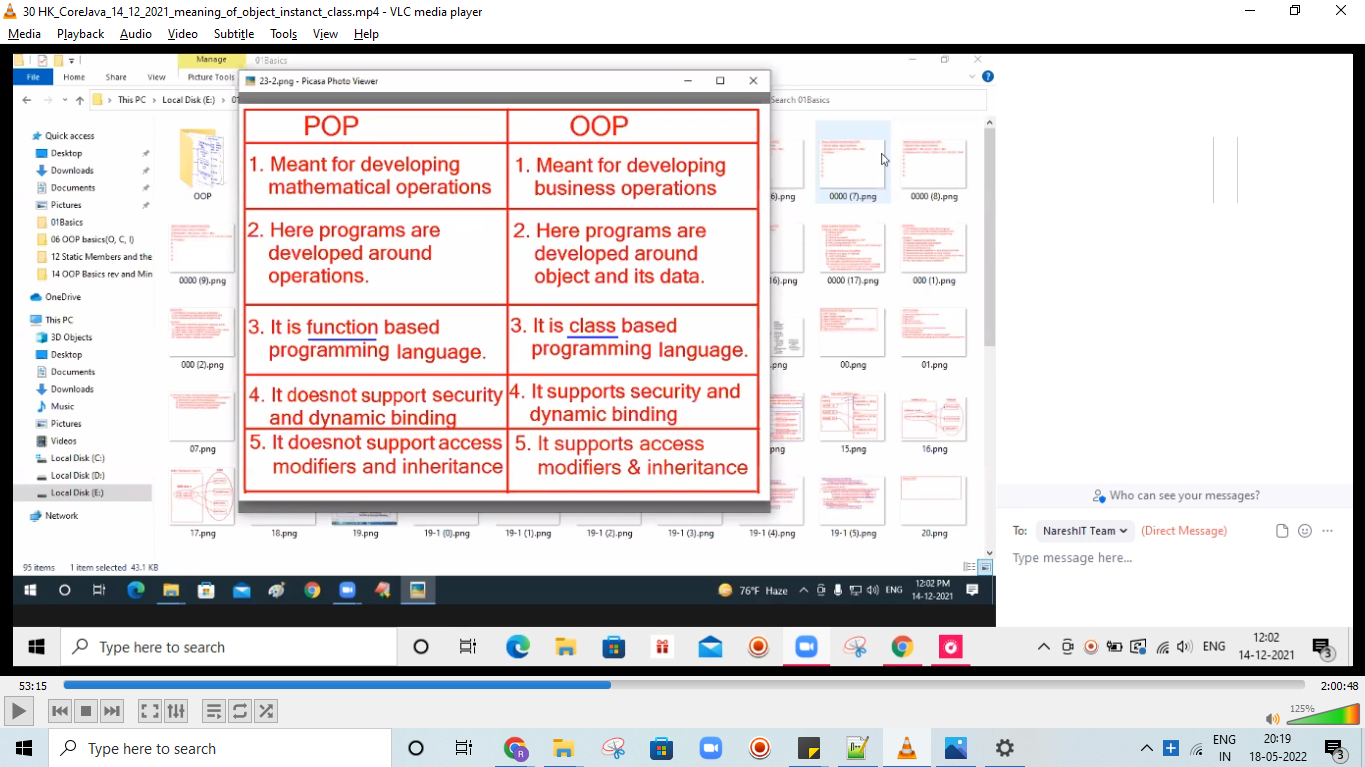 30 HK_CoreJava_14_12_2021_meaning_of_object_instanct_class.mp4 - VLC media player
Media Playback Audio Video Subtitle Tools View Help
Manage 01Basics
File Home Share View Picture Tools
23-2.png - Picasa Photo Viewer
This PC Local Disk (E:) 01
Search 01Basics
Quick access
Desktop
Downloads
Documents
Pictures
01Basics
06 OOP basics(O, C, I)
12 Static Members and the
14 OOP Basics rev and Min
OneDrive
This PC
3D Objects
Desktop
Documents
Downloads
Music
Pictures
Videos
Local Disk (C:)
Local Disk (D:)
Local Disk (E:)
Network
OOP
0000 (9).png
000 (2).png
07.png
17.png
POP OOP
1. Meant for developing
mathematical operations
1. Meant for developing
business operations
2. Here programs are
developed around
operations.
2. Here programs are
developed around
object and its data.
3. It is function based
programming language.
3. It is class based
programming language.
4. It doesnot support security
and dynamic binding
4. It supports security and
dynamic binding
5. It doesnot support access
modifiers and inheritance
5. It supports access
modifiers & inheritance
6).png 0000 (7).png 0000 (8).png
16).png 0000 (17).png 000 (1).png
00.png 01.png
15.png 16.png
18.png 19.png 19-1 (0).png 19-1 (1).png 19-1 (2).png 19-1 (3).png 19-1 (4).png 19-1 (5).png 20.png
95 items 1 item selected 43.1 KB
76°F Haze ENG 12:02 PM
14-12-2021
Who can see your messages?
To: NareshIT Team (Direct Message)
Type message here...
Type here to search
ENG 12:02
14-12-2021
3
53:15 2:00:48
125%
Type here to search
R
ENG
IN
20:19
18-05-2022
3